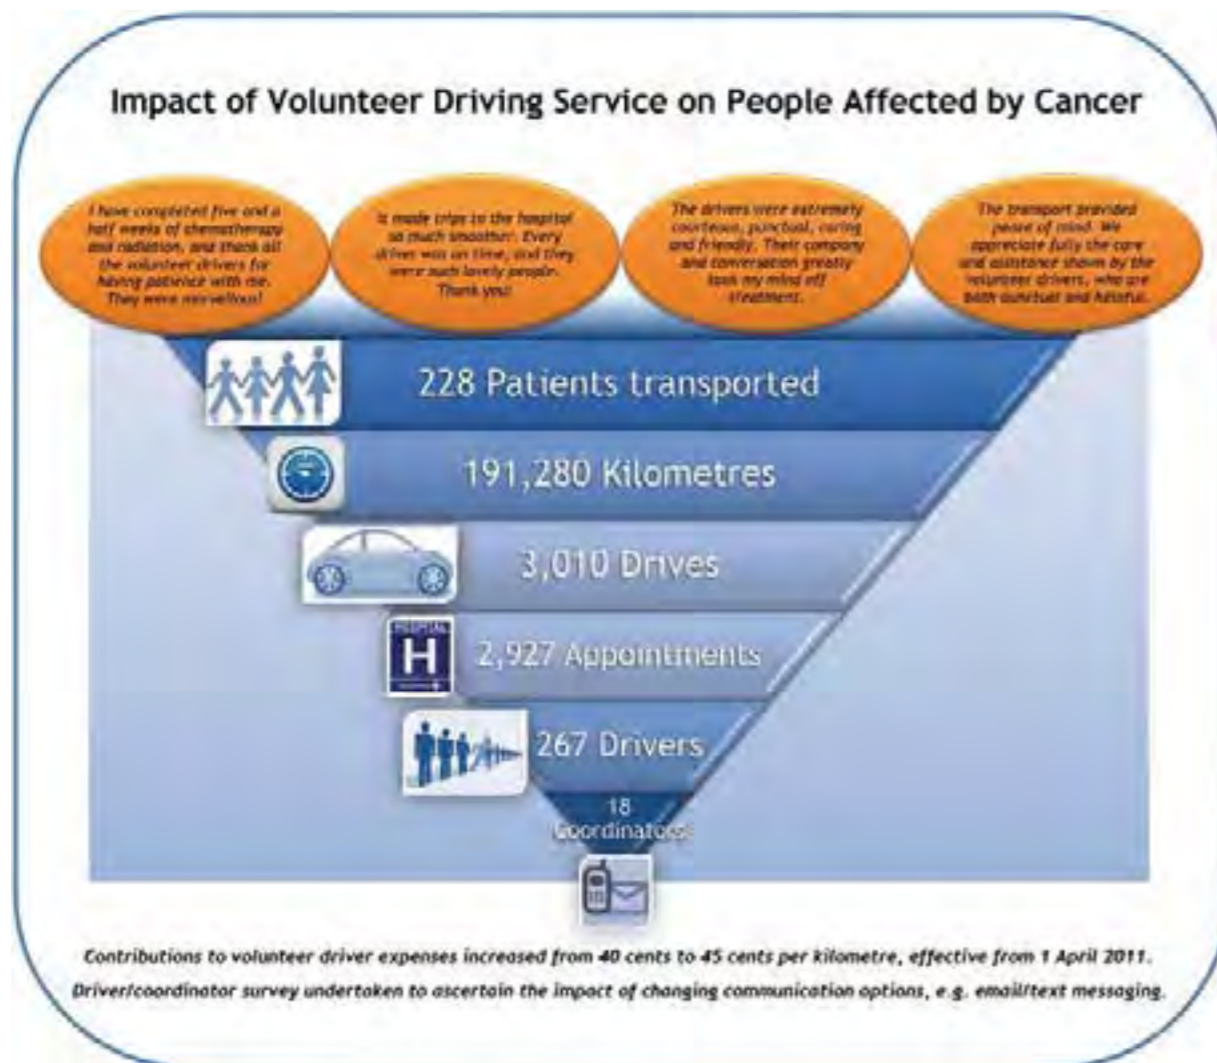 Impact of Volunteer Driving Service on People Affected by Cancer
I have completed five and a
half weeks of chemotherapy
and radiation, and thank all
the volunteer drivers for
having patience with me.
They were marvellous!
It made trips to the hospital
so much smoother. Every
driver was on time, and they
were such lovely people.
Thank you!
The drivers were extremely
courteous, punctual, caring
and friendly. Their company
and conversation greatly
took my mind off
treatment.
The transport provided
peace of mind. We
appreciate fully the care
and assistance shown by the
volunteer drivers, who are
both punctual and helpful.
228 Patients transported
191,280 Kilometres
3,010 Drives
HOSPITAL
H
2,927 Appointments
267 Drivers
18
Coordinators
Contributions to volunteer driver expenses increased from 40 cents to 45 cents per kilometre, effective from 1 April 2011.
Driver/coordinator survey undertaken to ascertain the impact of changing communication options, e.g. email/text messaging.